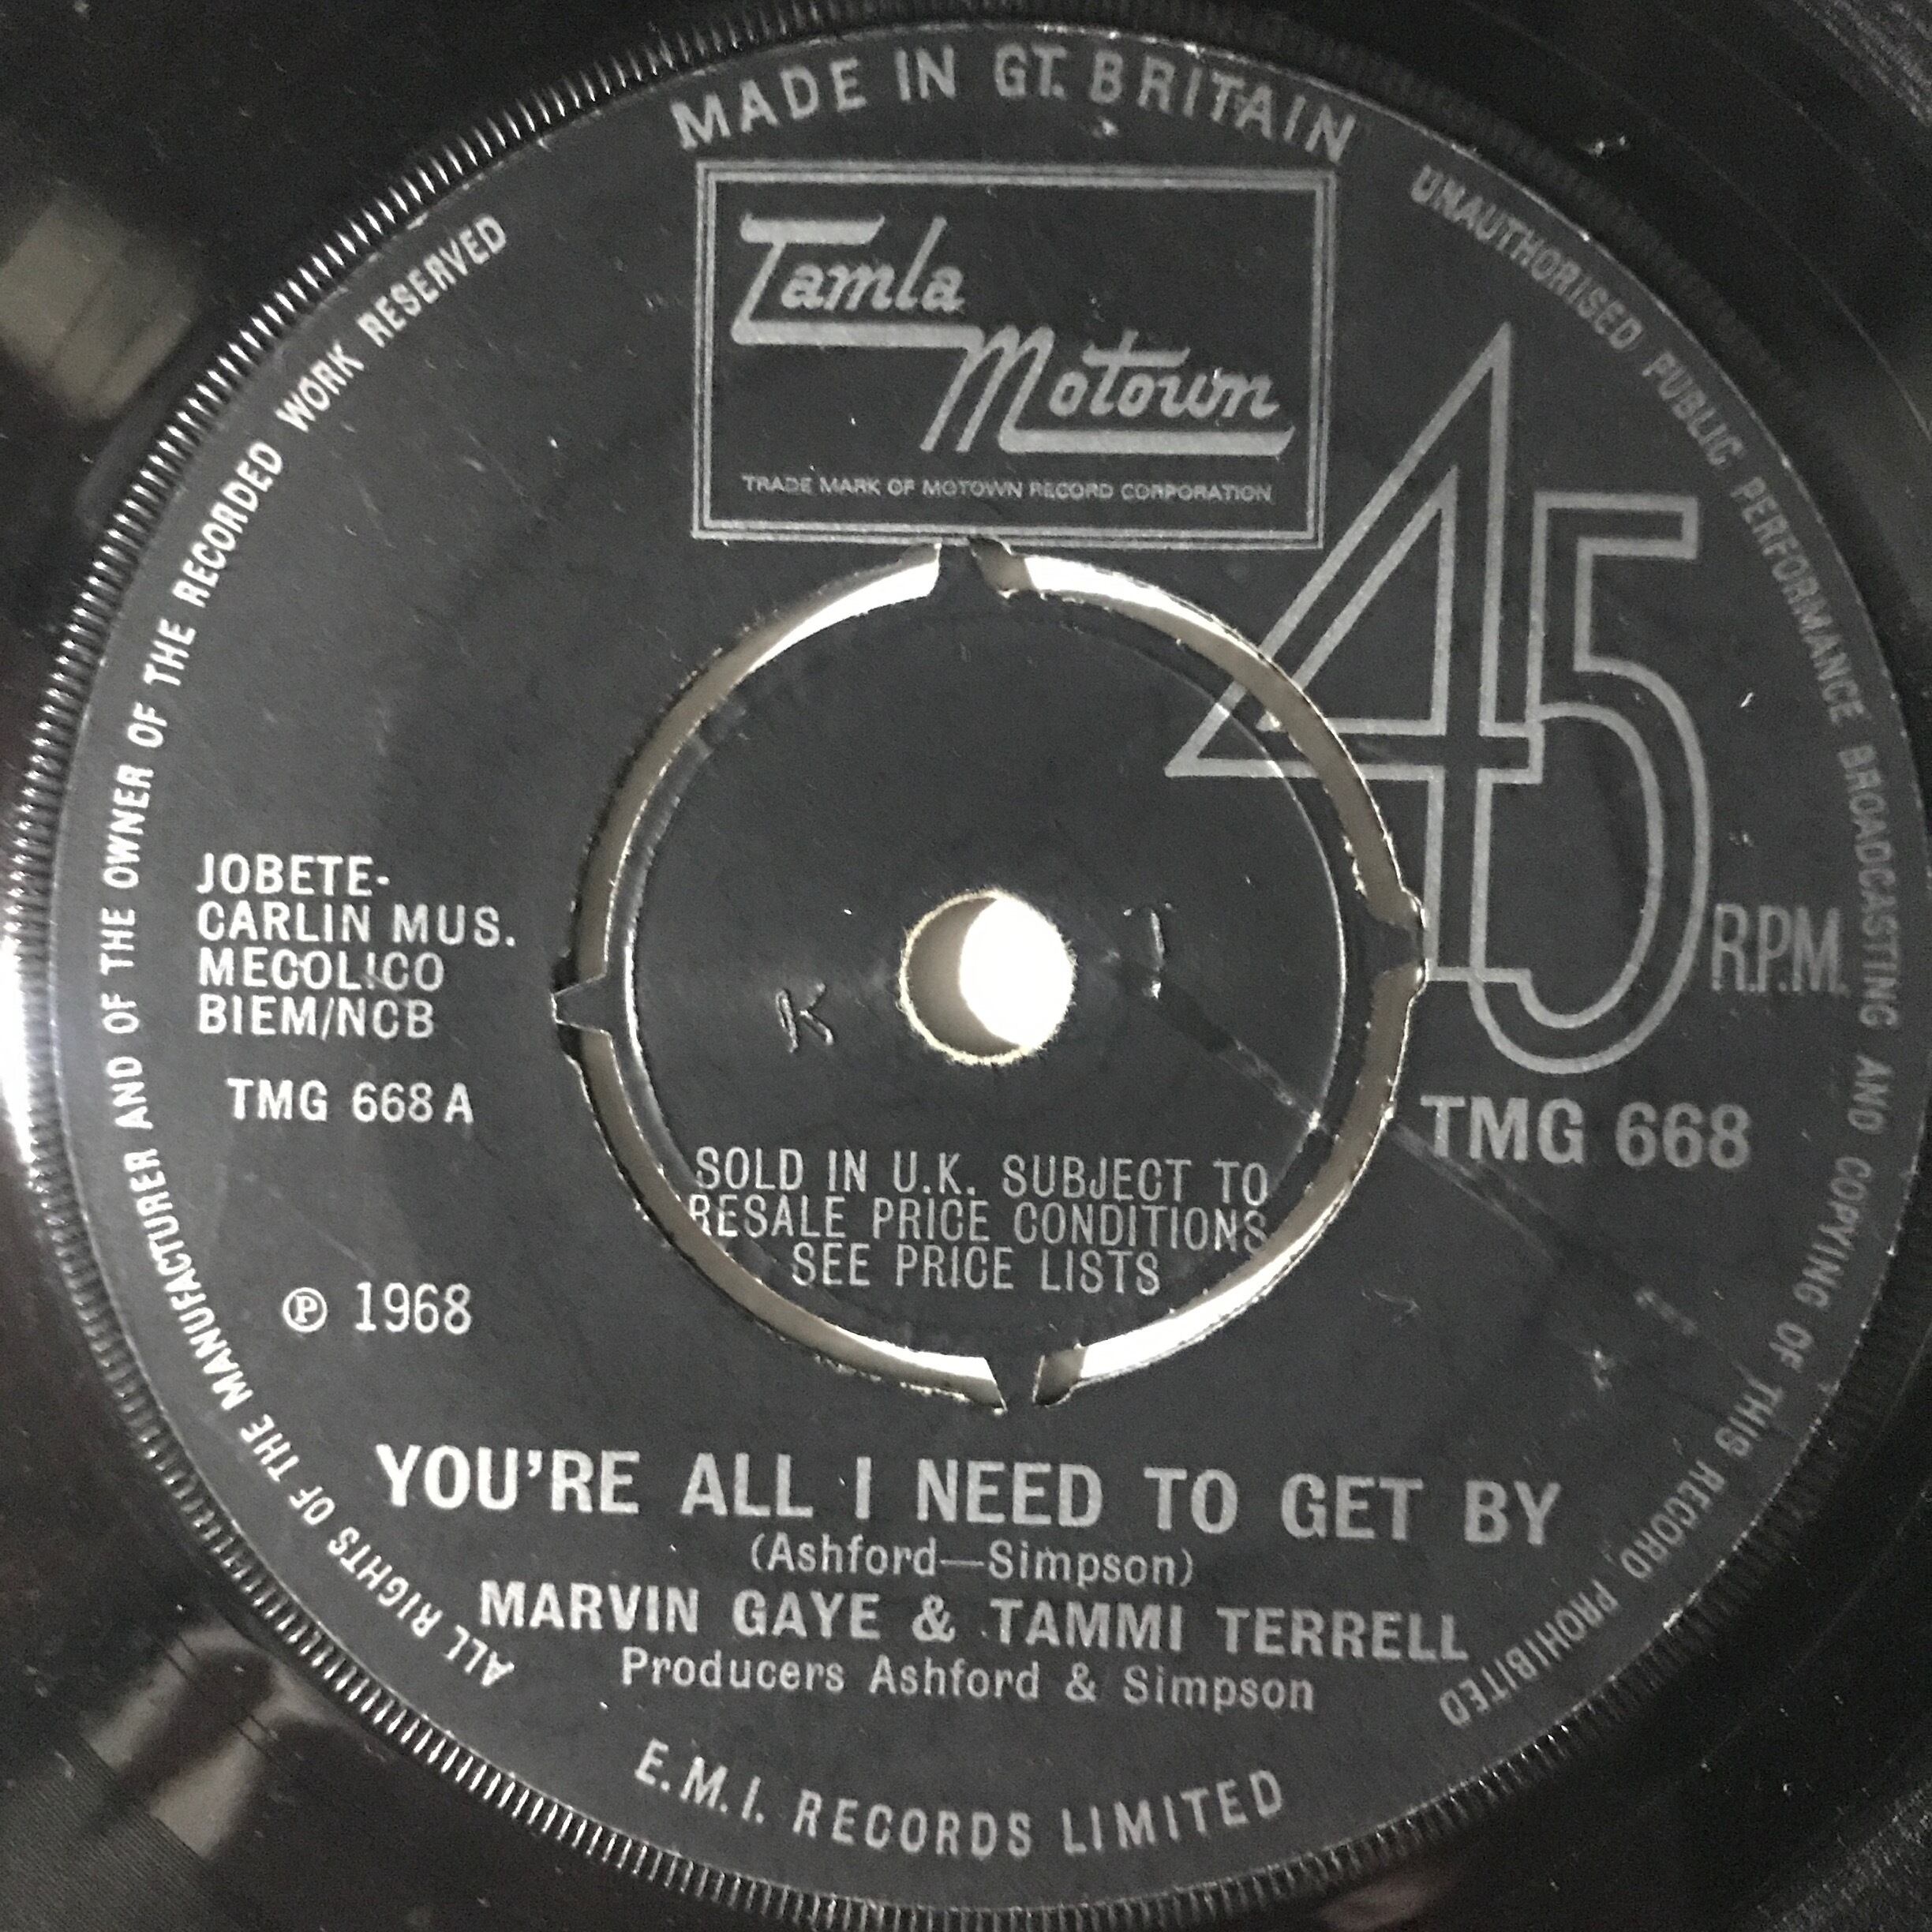 MADE IN GT. BRITAIN
UNAUTHORISED PUBLIC PERFORMANCE BROADCASTING AND COPYING OF THIS RECORD PROHIBITED
ALL RIGHTS OF THE MANUFACTURER AND OF THE OWNER OF THE RECORDED WORK RESERVED
Tamla
Motown
TRADE MARK OF MOTOWN RECORD CORPORATION
45
R.P.M.
JOBETE-
CARLIN MUS.
MECOLICO
BIEM/NCB
TMG 668 A
K T
TMG 668
SOLD IN U.K. SUBJECT TO
RESALE PRICE CONDITIONS
SEE PRICE LISTS
℗ 1968
YOU'RE ALL I NEED TO GET BY
(Ashford—Simpson)
MARVIN GAYE & TAMMI TERRELL
Producers Ashford & Simpson
E.M.I. RECORDS LIMITED